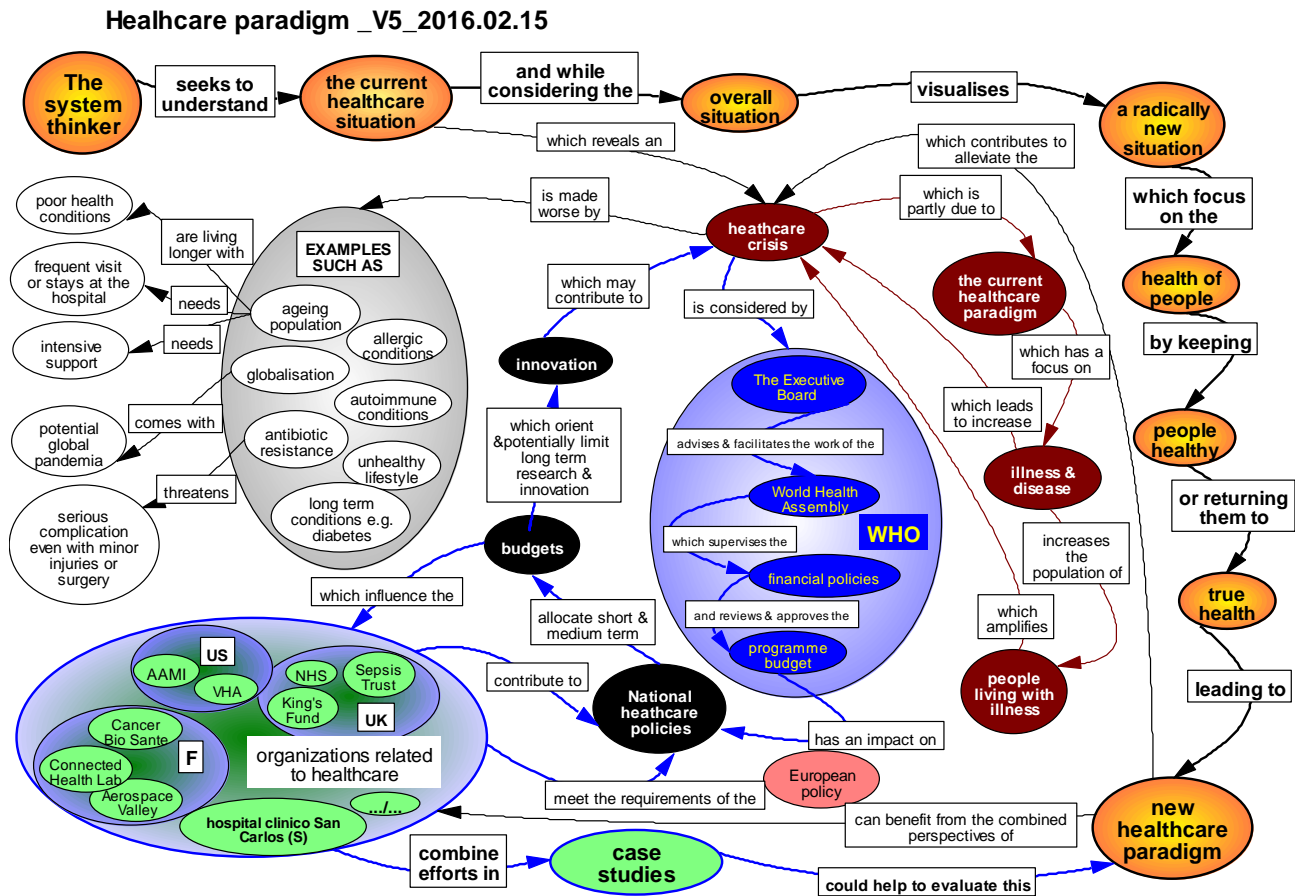 Healhcare paradigm _V5_2016.02.15
The
system
thinker
seeks to
understand
the current
healthcare
situation
and while
considering the
overall
situation
visualises
a radically
new
situation
which reveals an
which contributes to
alleviate the
which focus
on the
poor health
conditions
are living
longer with
frequent visit
or stays at the
hospital
needs
intensive
support
needs
potential
global
pandemia
comes with
serious
complication
even with minor
injuries or
surgery
threatens
EXAMPLES
SUCH AS
ageing
population
allergic
conditions
globalisation
autoimmune
conditions
antibiotic
resistance
unhealthy
lifestyle
long term
conditions e.g.
diabetes
is made
worse by
heathcare
crisis
which is
partly due to
the current
healthcare
paradigm
health of
people
by keeping
which may
contribute to
is considered by
innovation
which has a
focus on
which orient
&potentially limit
long term
research &
innovation
The Executive
Board
advises & facilitates the work of the
World Health
Assembly
WHO
which supervises the
financial policies
and reviews & approves the
programme
budget
which leads
to increase
illness &
disease
people
healthy
or returning
them to
increases
the
population of
true
health
which
amplifies
people
living with
illness
leading to
budgets
which influence the
allocate short &
medium term
contribute to
National
heathcare
policies
has an impact on
European
policy
US
AAMI
VHA
NHS
Sepsis
Trust
King's
Fund
UK
Cancer
Bio Sante
F
Connected
Health Lab
Aerospace
Valley
organizations related
to healthcare
.../...
hospital clinico San
Carlos (S)
meet the requirements of the
can benefit from the combined
perspectives of
new
healthcare
paradigm
combine
efforts in
case
studies
could help to evaluate this